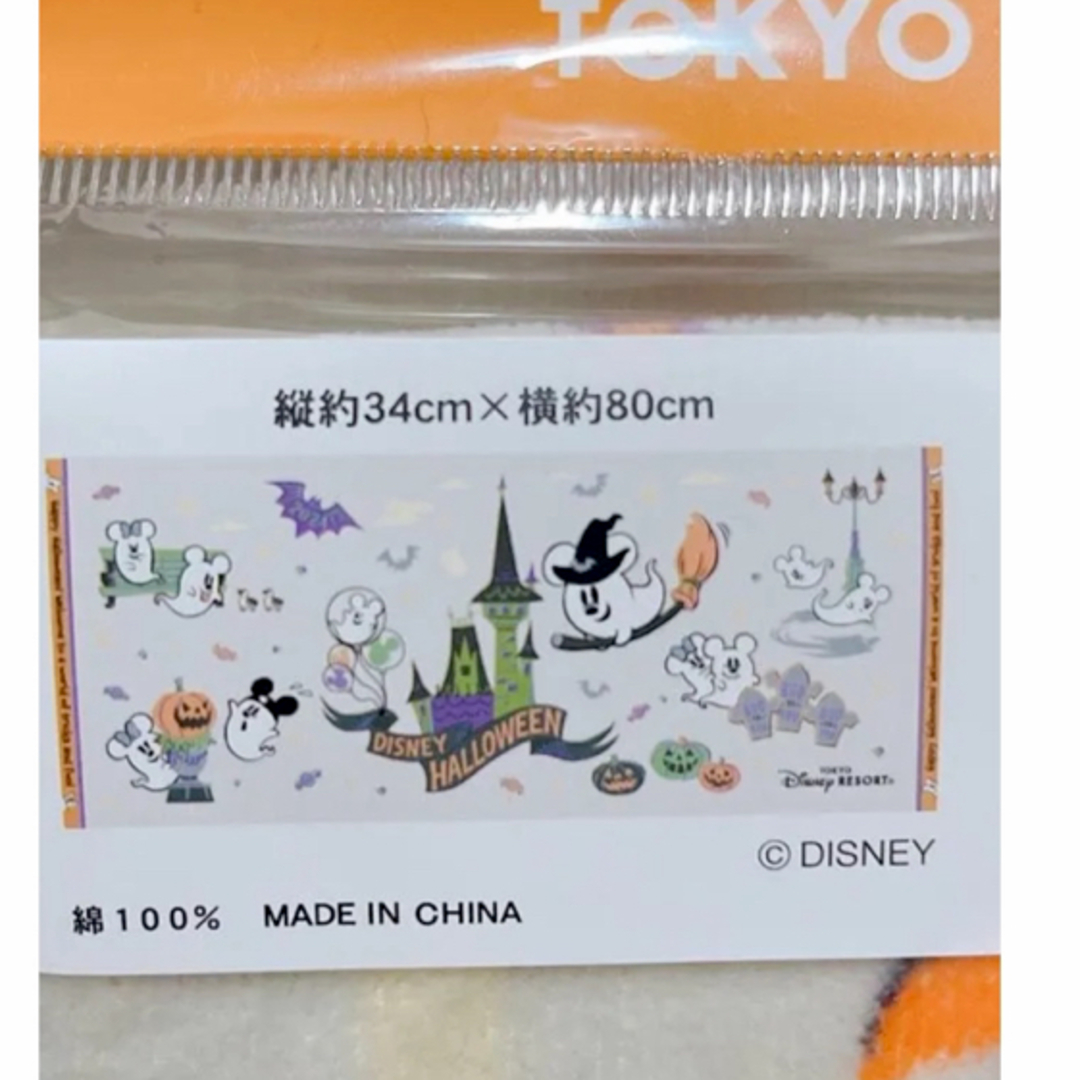 TOKYO
縦約34cm×横約80cm
2021
DISNEY
HALLOWEEN
TOKYO
Disney RESORT®
© DISNEY
綿100% MADE IN CHINA